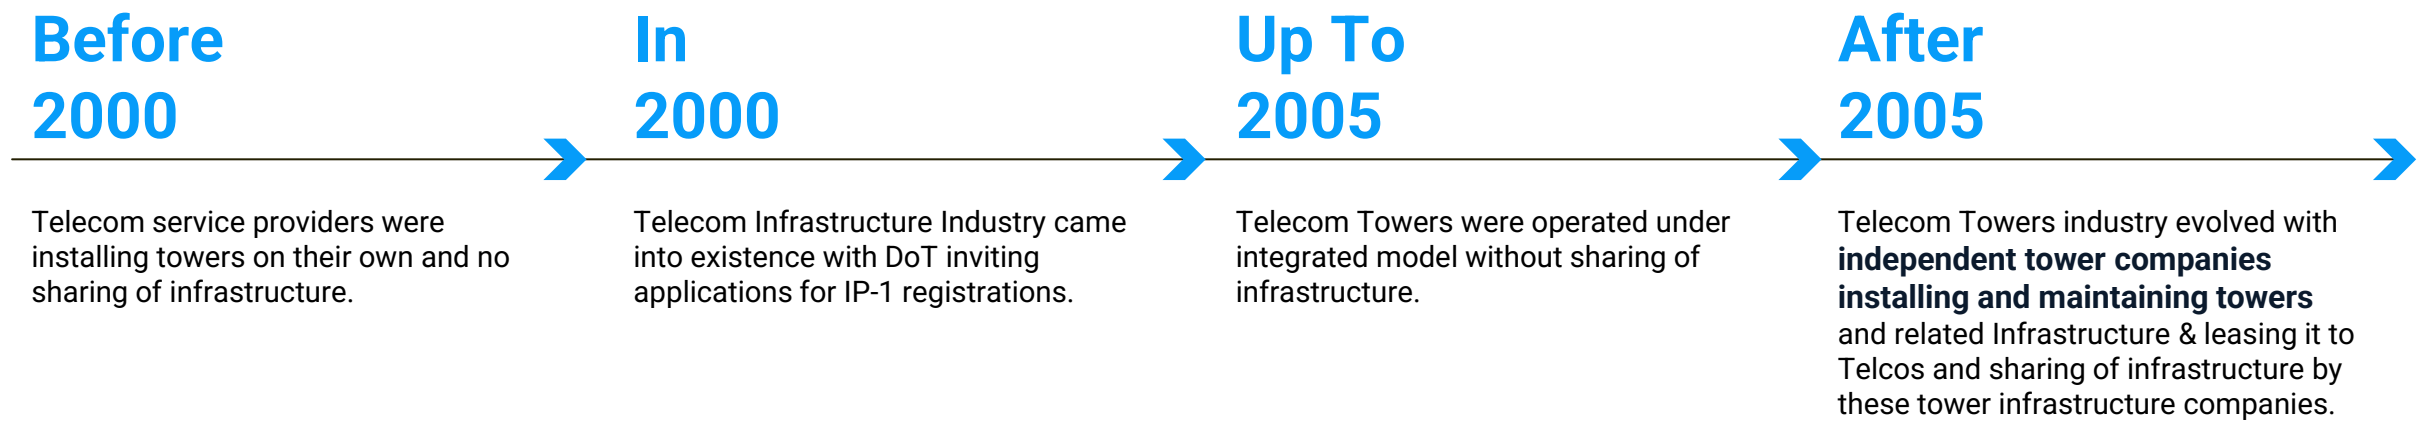 Before
2000
Telecom service providers were
installing towers on their own and no
sharing of infrastructure.
In
2000
Telecom Infrastructure Industry came
into existence with DoT inviting
applications for IP-1 registrations.
Up To
2005
Telecom Towers were operated under
integrated model without sharing of
infrastructure.
After
2005
Telecom Towers industry evolved with
independent tower companies
installing and maintaining towers
and related Infrastructure & leasing it to
Telcos and sharing of infrastructure by
these tower infrastructure companies.